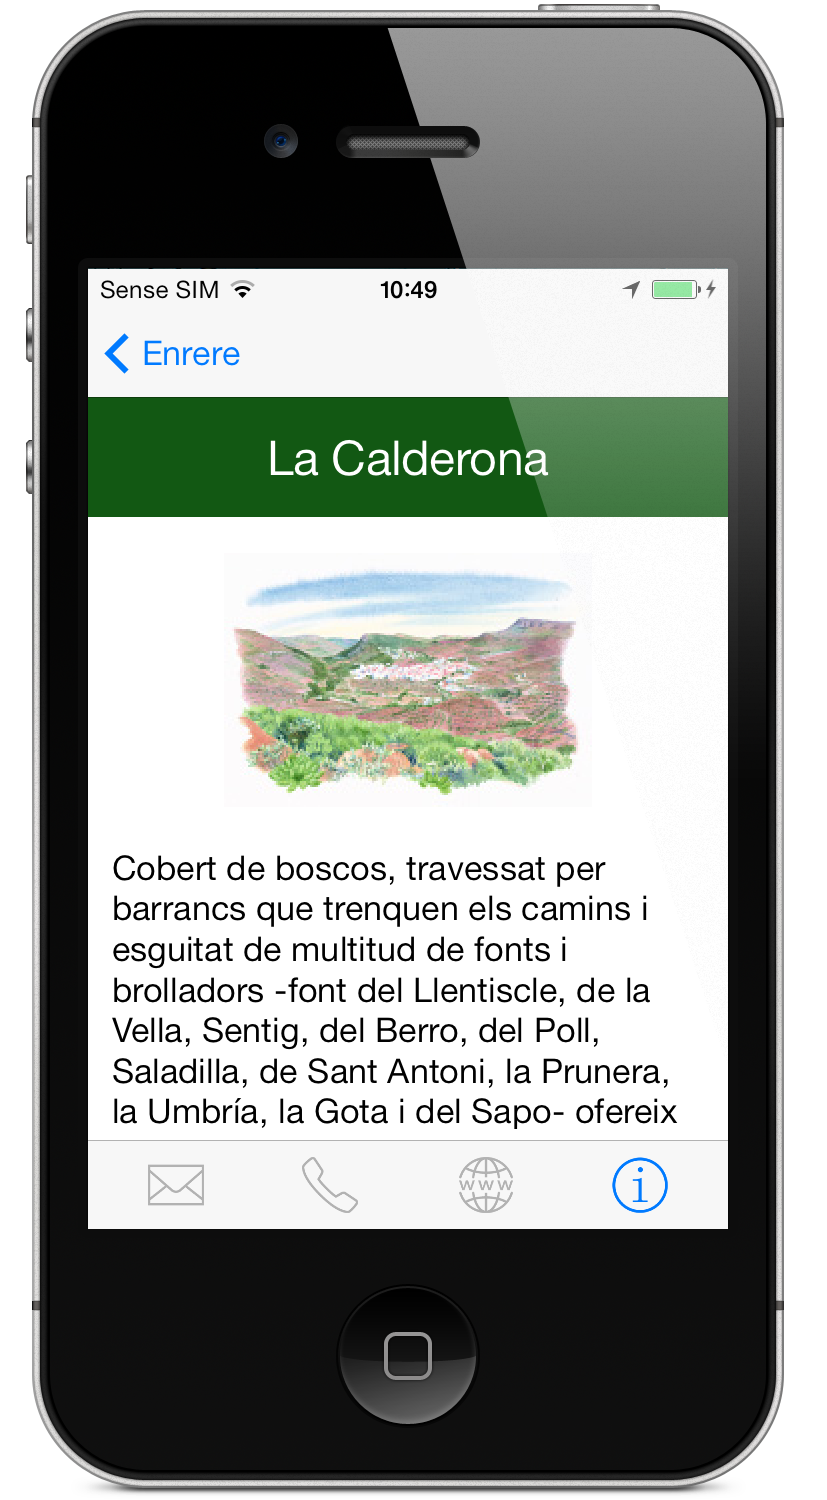 Sense SIM 10:49
Enrere
La Calderona
Cobert de boscos, travessat per
barrancs que trenquen els camins i
esguitat de multitud de fonts i
brolladors -font del Llentiscle, de la
Vella, Sentig, del Berro, del Poll,
Saladilla, de Sant Antoni, la Prunera,
la Umbría, la Gota i del Sapo- ofereix
WWW
i